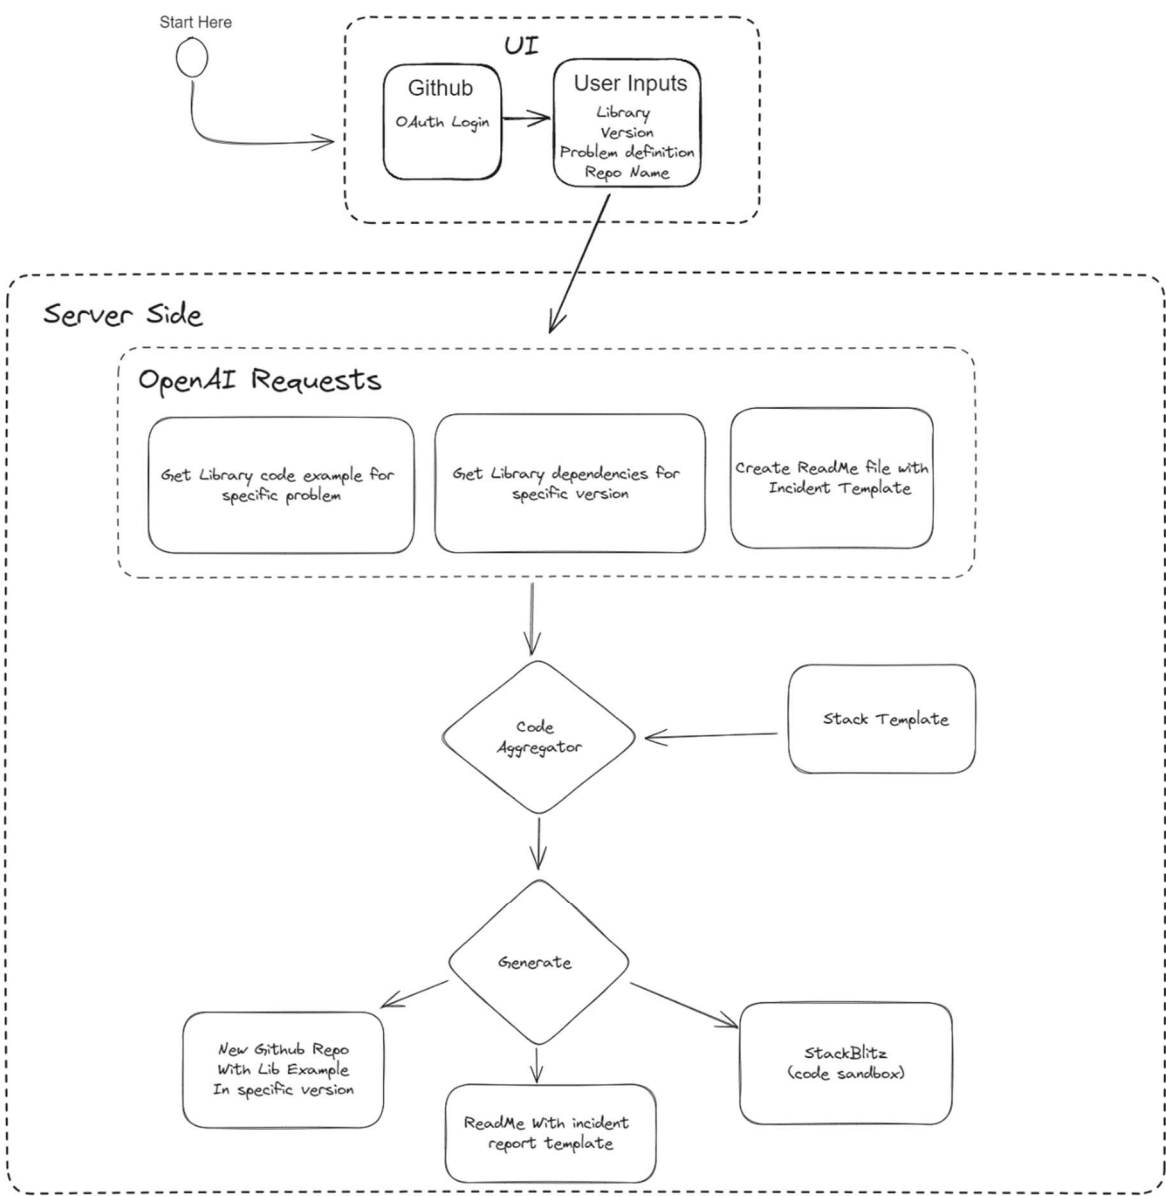 Start Here
UI
Github
OAuth Login
User Inputs
Library
Version
Problem definition
Repo Name
Server Side
OpenAI Requests
Get Library code example for
specific problem
Get Library dependencies for
specific version
Create ReadMe file with
Incident Template
Code
Aggregator
Stack Template
Generate
New Github Repo
With Lib Example
In specific version
ReadMe With incident
report template
StackBlitz
(code sandbox)